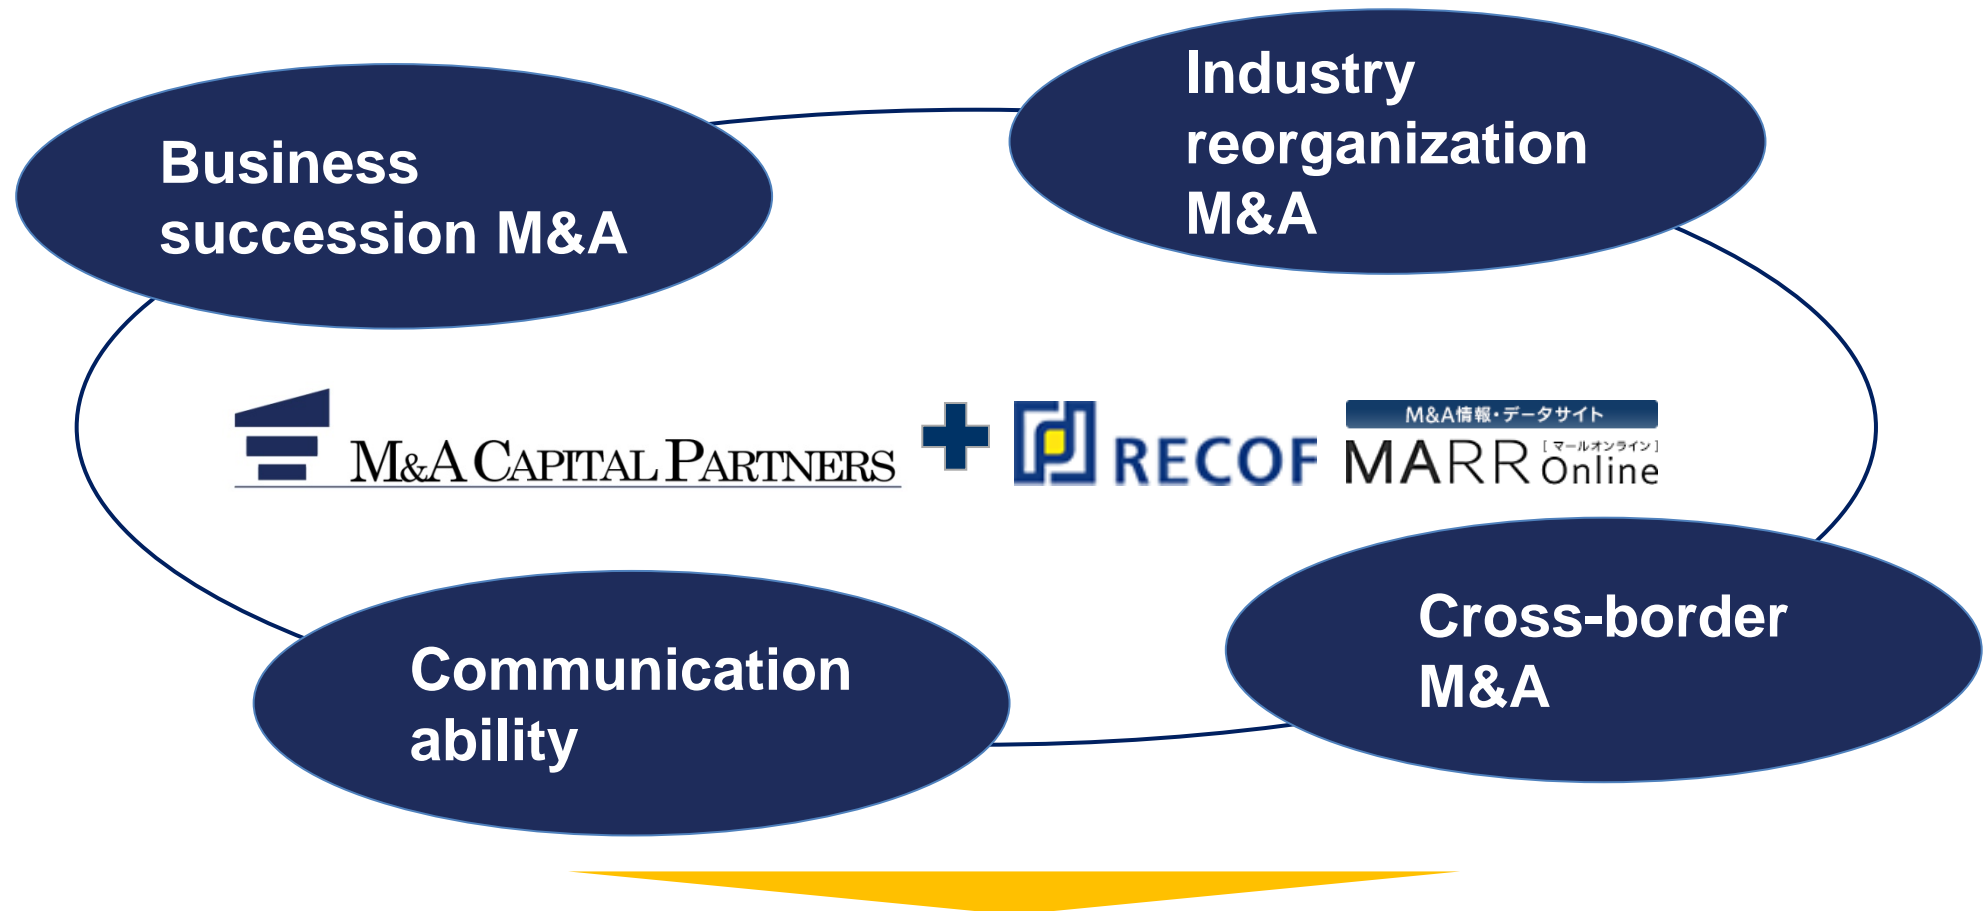 Industry
reorganization
M&A
Business
succession M&A
M&A CAPITAL PARTNERS
RECOF
M&A情報・データサイト
MARR Online
[マールオンライン]
Cross-border
M&A
Communication
ability